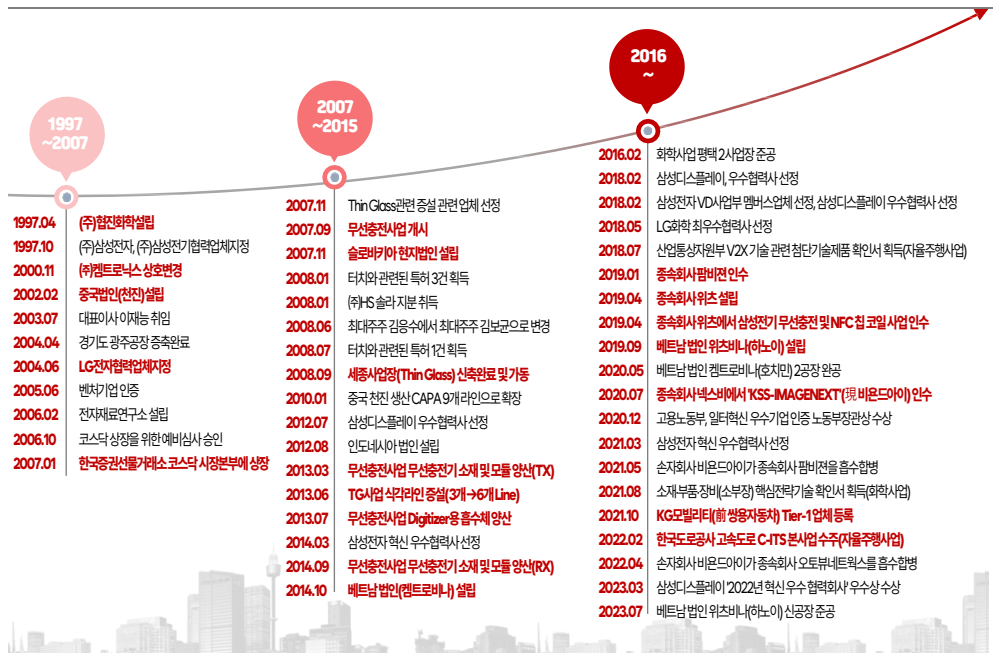 1997
~2007
1997.04 (주)협진화학설립
1997.10 (주)삼성전자, (주)삼성전기협력업체지정
2000.11 ㈜켐트로닉스 상호변경
2002.02 중국법인(천진)설립
2003.07 대표이사 이재능 취임
2004.04 경기도 광주공장 증축완료
2004.06 LG전자협력업체지정
2005.06 벤처기업 인증
2006.02 전자재료연구소 설립
2006.10 코스닥 상장을 위한 예비심사 승인
2007.01 한국증권선물거래소 코스닥 시장본부에 상장
2007
~2015
2007.11 Thin Glass관련 증설 관련 업체 선정
2007.09 무선충전사업 개시
2007.11 슬로바키아 현지법인 설립
2008.01 터치와 관련된 특허 3건 획득
2008.01 ㈜HS 솔라 지분 취득
2008.06 최대주주 김응수에서 최대주주 김보균으로 변경
2008.07 터치와 관련된 특허 1건 획득
2008.09 세종사업장(Thin Glass) 신축완료 및 가동
2010.01 중국 천진 생산 CAPA 9개 라인으로 확장
2012.07 삼성디스플레이 우수협력사 선정
2012.08 인도네시아 법인 설립
2013.03 무선충전사업 무선충전기 소재 및 모듈 양산(TX)
2013.06 TG사업 식각라인 증설(3개→6개 Line)
2013.07 무선충전사업 Digitizer용 흡수체 양산
2014.03 삼성전자 혁신 우수협력사 선정
2014.09 무선충전사업 무선충전기 소재 및 모듈 양산(RX)
2014.10 베트남 법인(켐트로비나) 설립
2016
~
2016.02 화학사업 평택 2사업장 준공
2018.02 삼성디스플레이, 우수협력사 선정
2018.02 삼성전자 VD사업부 멤버스업체 선정, 삼성디스플레이 우수협력사 선정
2018.05 LG화학 최우수협력사 선정
2018.07 산업통상자원부 V2X 기술 관련 첨단기술제품 확인서 획득(자율주행사업)
2019.01 종속회사 팜비젼 인수
2019.04 종속회사 위츠 설립
2019.04 종속회사 위츠에서 삼성전기 무선충전 및 NFC 칩 코일 사업 인수
2019.09 베트남 법인 위츠비나(하노이) 설립
2020.05 베트남 법인 켐트로비나(호치민) 2공장 완공
2020.07 종속회사 넥스비에서 'KSS-IMAGENEXT'(現 비욘드아이) 인수
2020.12 고용노동부, 일터혁신 우수기업 인증 노동부장관상 수상
2021.03 삼성전자 혁신 우수협력사 선정
2021.05 손자회사 비욘드아이가 종속회사 팜비젼을 흡수합병
2021.08 소재·부품·장비(소부장) 핵심전략기술 확인서 획득(화학사업)
2021.10 KG모빌리티(前 쌍용자동차) Tier-1 업체 등록
2022.02 한국도로공사 고속도로 C-ITS 본사업 수주(자율주행사업)
2022.04 손자회사 비욘드아이가 종속회사 오토뷰네트웍스를 흡수합병
2023.03 삼성디스플레이 '2022년 혁신 우수 협력회사' 우수상 수상
2023.07 베트남 법인 위츠비나(하노이) 신공장 준공